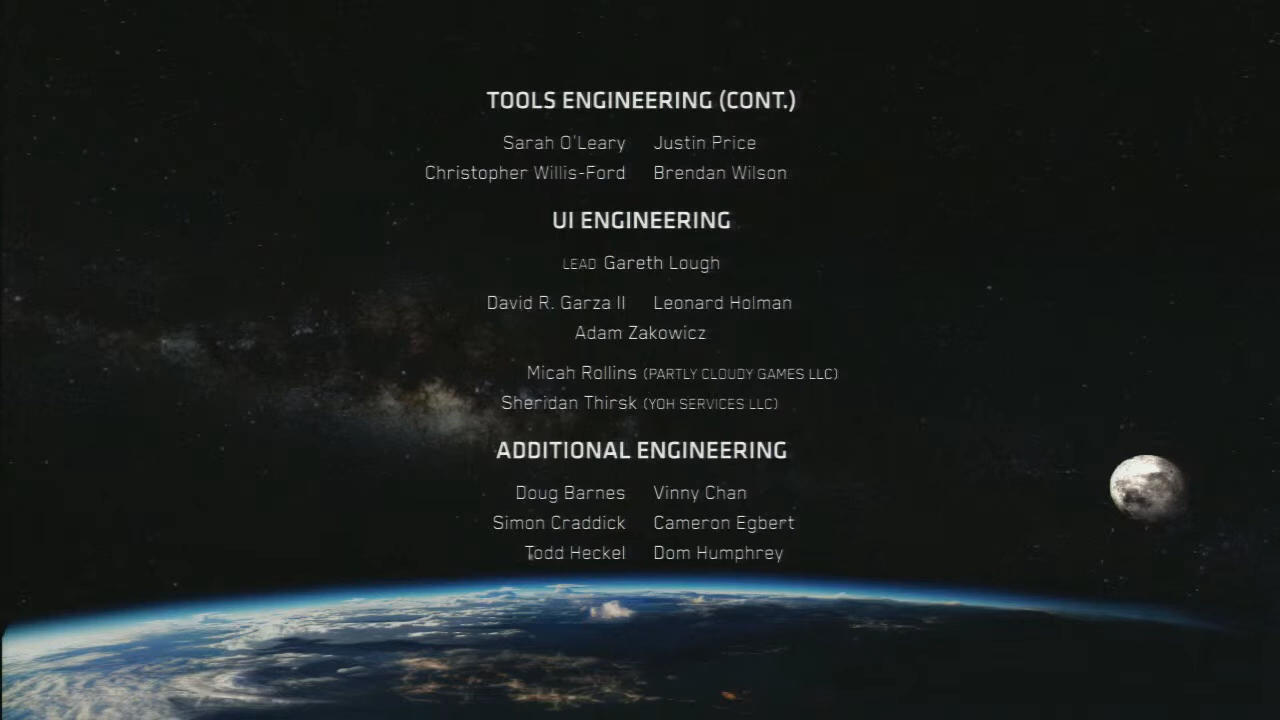 TOOLS ENGINEERING (CONT.)
Sarah O'Leary Justin Price
Christopher Willis-Ford Brendan Wilson
UI ENGINEERING
LEAD Gareth Lough
David R. Garza II Leonard Holman
Adam Zakowicz
Micah Rollins (PARTLY CLOUDY GAMES LLC)
Sheridan Thirsk (YOH SERVICES LLC)
ADDITIONAL ENGINEERING
Doug Barnes Vinny Chan
Simon Craddick Cameron Egbert
Todd Heckel Dom Humphrey